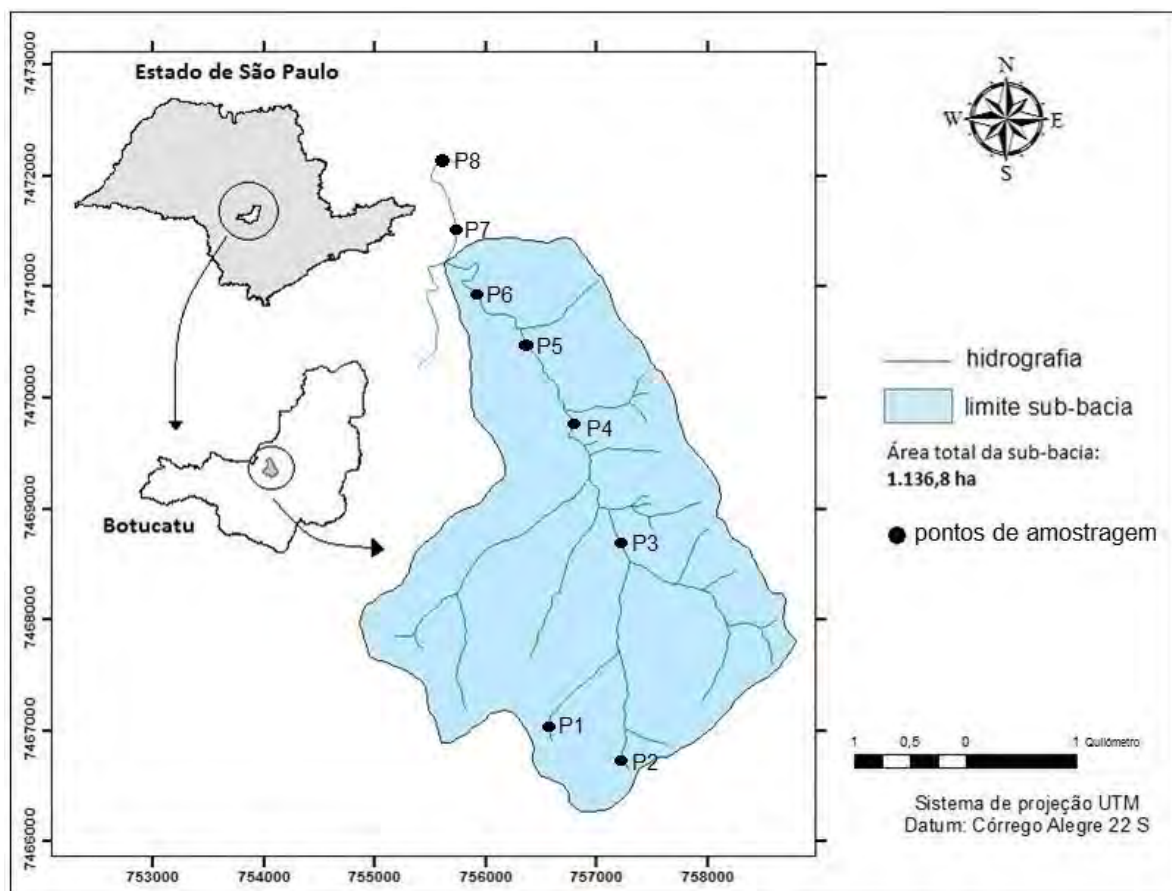 Estado de São Paulo
Botucatu
7473000
7472000
7471000
7470000
7469000
7468000
7467000
7466000
753000
754000
755000
756000
757000
758000
P8
P7
P6
P5
P4
P3
P1
P2
N
W
E
S
hidrografia
limite sub-bacia
Área total da sub-bacia:
1.136,8 ha
pontos de amostragem
1 0,5 0 1 Quilómetro
Sistema de projeção UTM
Datum: Córrego Alegre 22 S